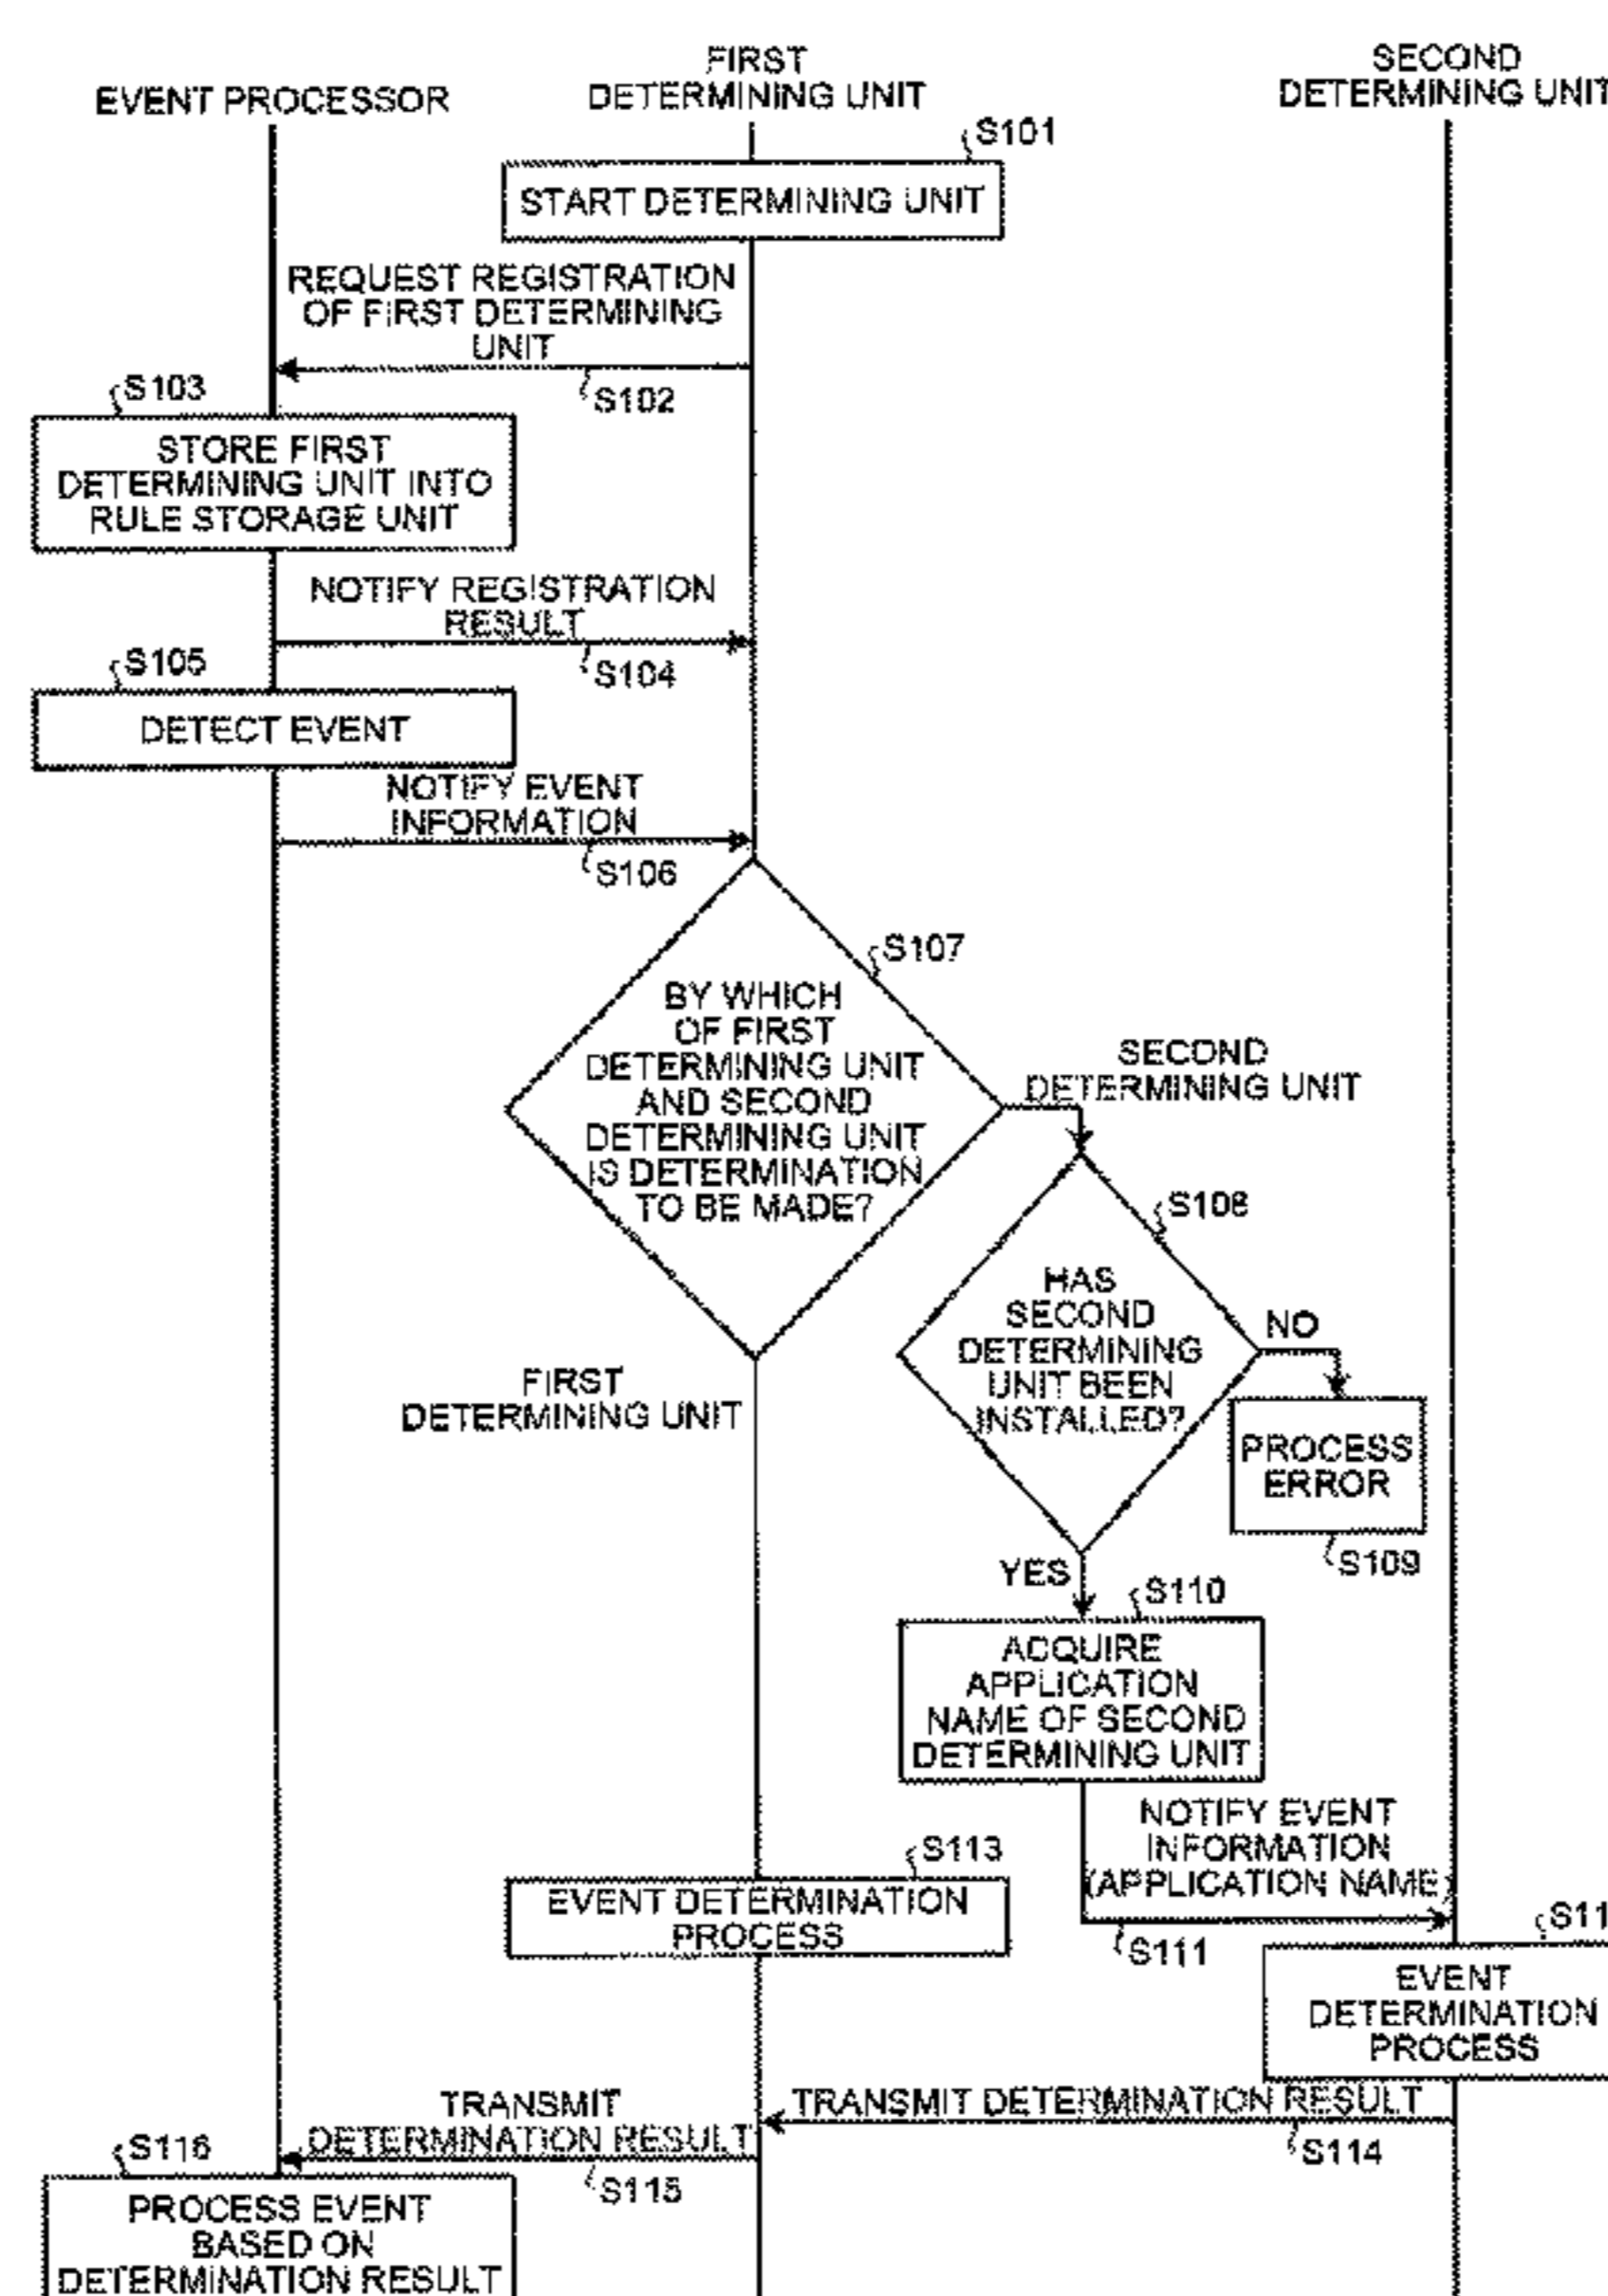 EVENT PROCESSOR
FIRST
DETERMINING UNIT
SECOND
DETERMINING UNIT
S101
START DETERMINING UNIT
REQUEST REGISTRATION
OF FIRST DETERMINING
UNIT
S102
S103
STORE FIRST
DETERMINING UNIT INTO
RULE STORAGE UNIT
NOTIFY REGISTRATION
RESULT
S104
S105
DETECT EVENT
NOTIFY EVENT
INFORMATION
S106
S107
BY WHICH
OF FIRST
DETERMINING UNIT
AND SECOND
DETERMINING UNIT
IS DETERMINATION
TO BE MADE?
SECOND
DETERMINING UNIT
S108
HAS
SECOND
DETERMINING
UNIT BEEN
INSTALLED?
NO
PROCESS
ERROR
S109
FIRST
DETERMINING UNIT
YES
S110
ACQUIRE
APPLICATION
NAME OF SECOND
DETERMINING UNIT
NOTIFY EVENT
INFORMATION
(APPLICATION NAME)
S111
S113
EVENT DETERMINATION
PROCESS
S11
EVENT
DETERMINATION
PROCESS
TRANSMIT DETERMINATION RESULT
S114
TRANSMIT
DETERMINATION RESULT
S115
S116
PROCESS EVENT
BASED ON
DETERMINATION RESULT